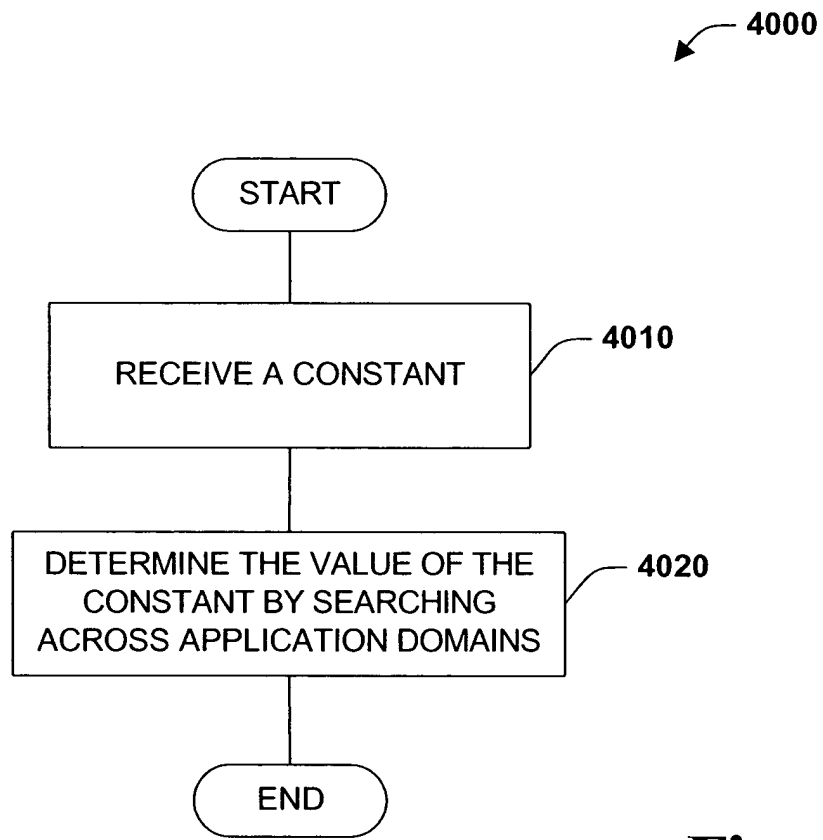 4000
START
RECEIVE A CONSTANT
4010
DETERMINE THE VALUE OF THE
CONSTANT BY SEARCHING
ACROSS APPLICATION DOMAINS
4020
END